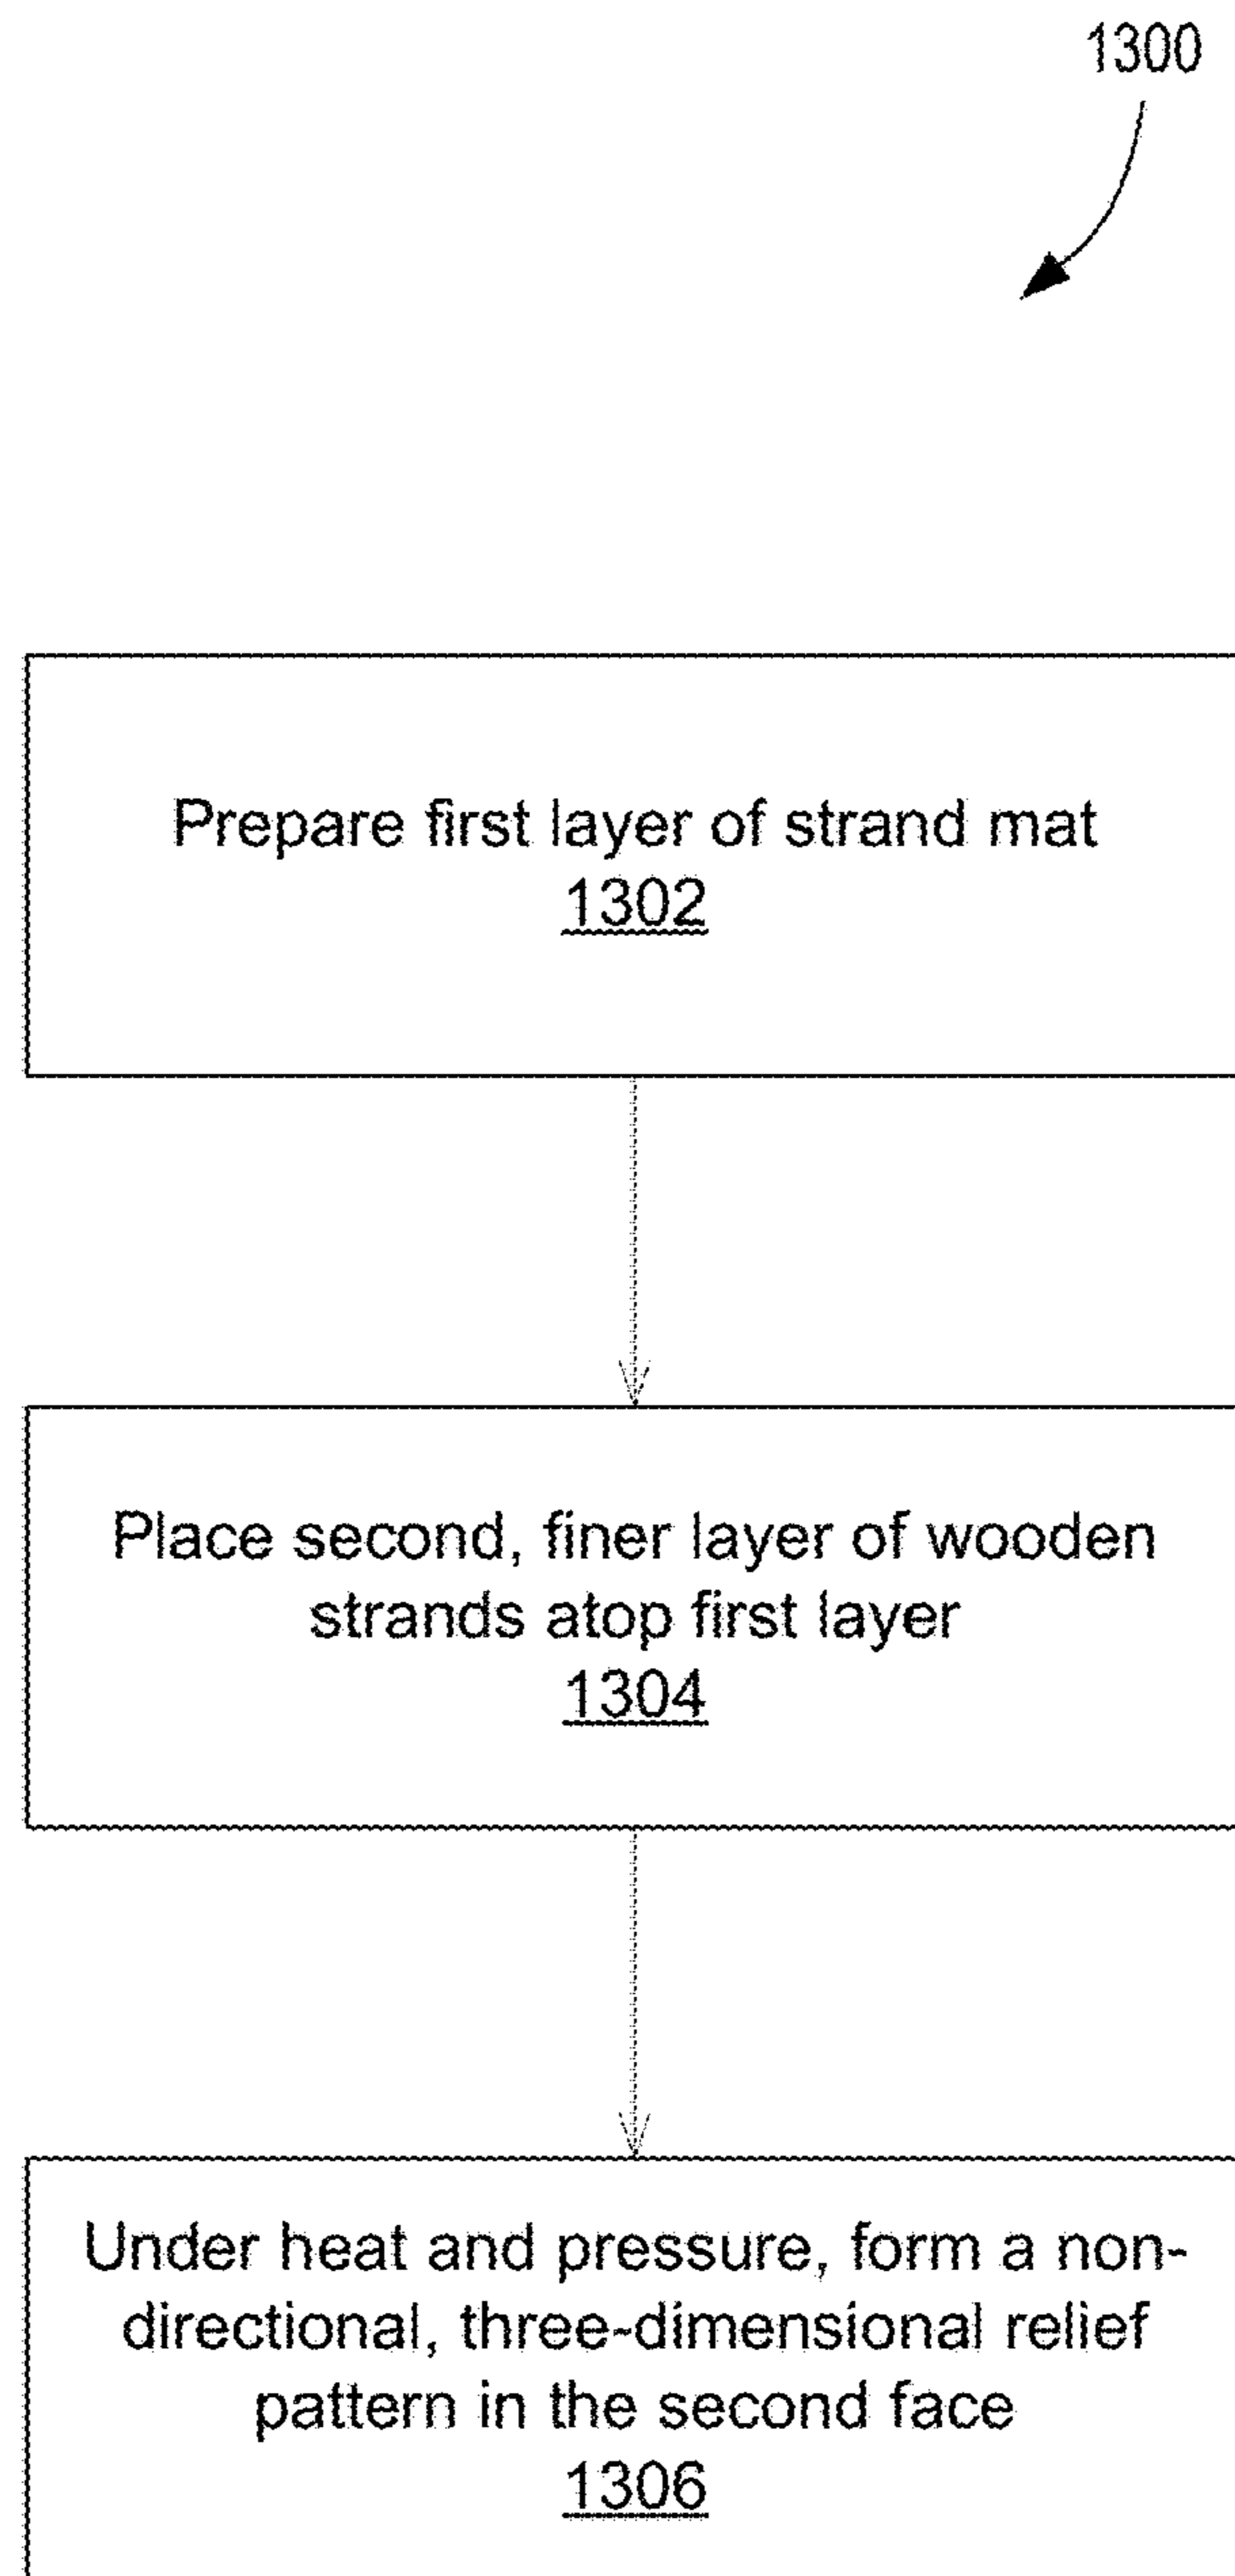 1300
Prepare first layer of strand mat
1302
Place second, finer layer of wooden
strands atop first layer
1304
Under heat and pressure, form a non-
directional, three-dimensional relief
pattern in the second face
1306